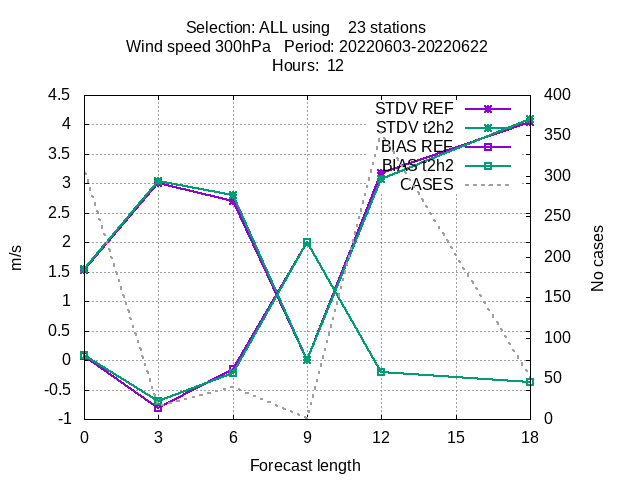 Selection: ALL using    23 stations
Wind speed 300hPa   Period: 20220603-20220622
Hours:  12
4.5
4
3.5
3
2.5
2
1.5
1
0.5
0
-0.5
-1
m/s
400
350
300
250
200
150
100
50
0
No cases
STDV REF
STDV t2h2
BIAS REF
BIAS t2h2
CASES
0 3 6 9 12 15 18
Forecast length